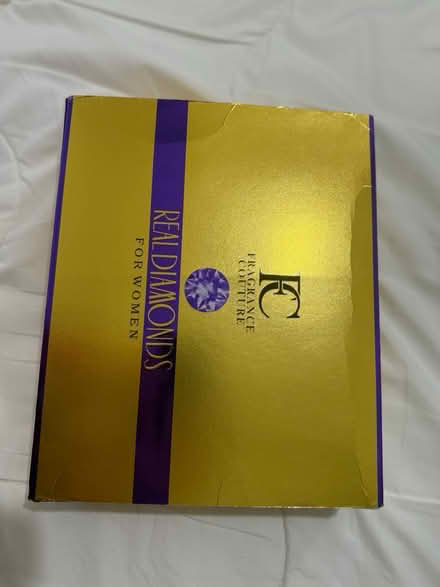 FC
FRAGRANCE
COUTURE
REAL DIAMONDS
FOR WOMEN